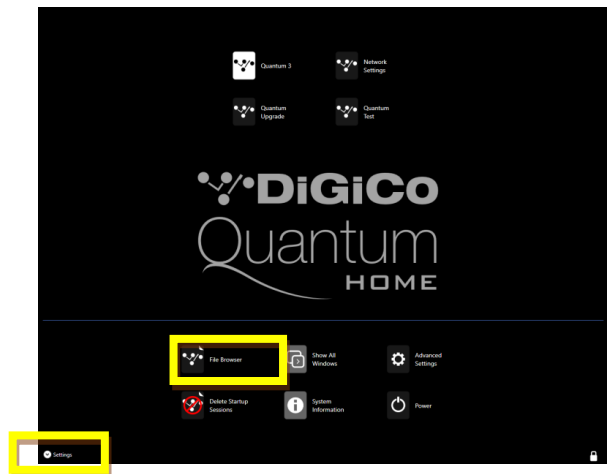 Quantum 3
Network
Settings
Quantum
Upgrade
Quantum
Test
DiGiCo
Quantum
HOME
File Browser
Show All
Windows
Advanced
Settings
Delete Startup
Sessions
System
Information
Power
Settings